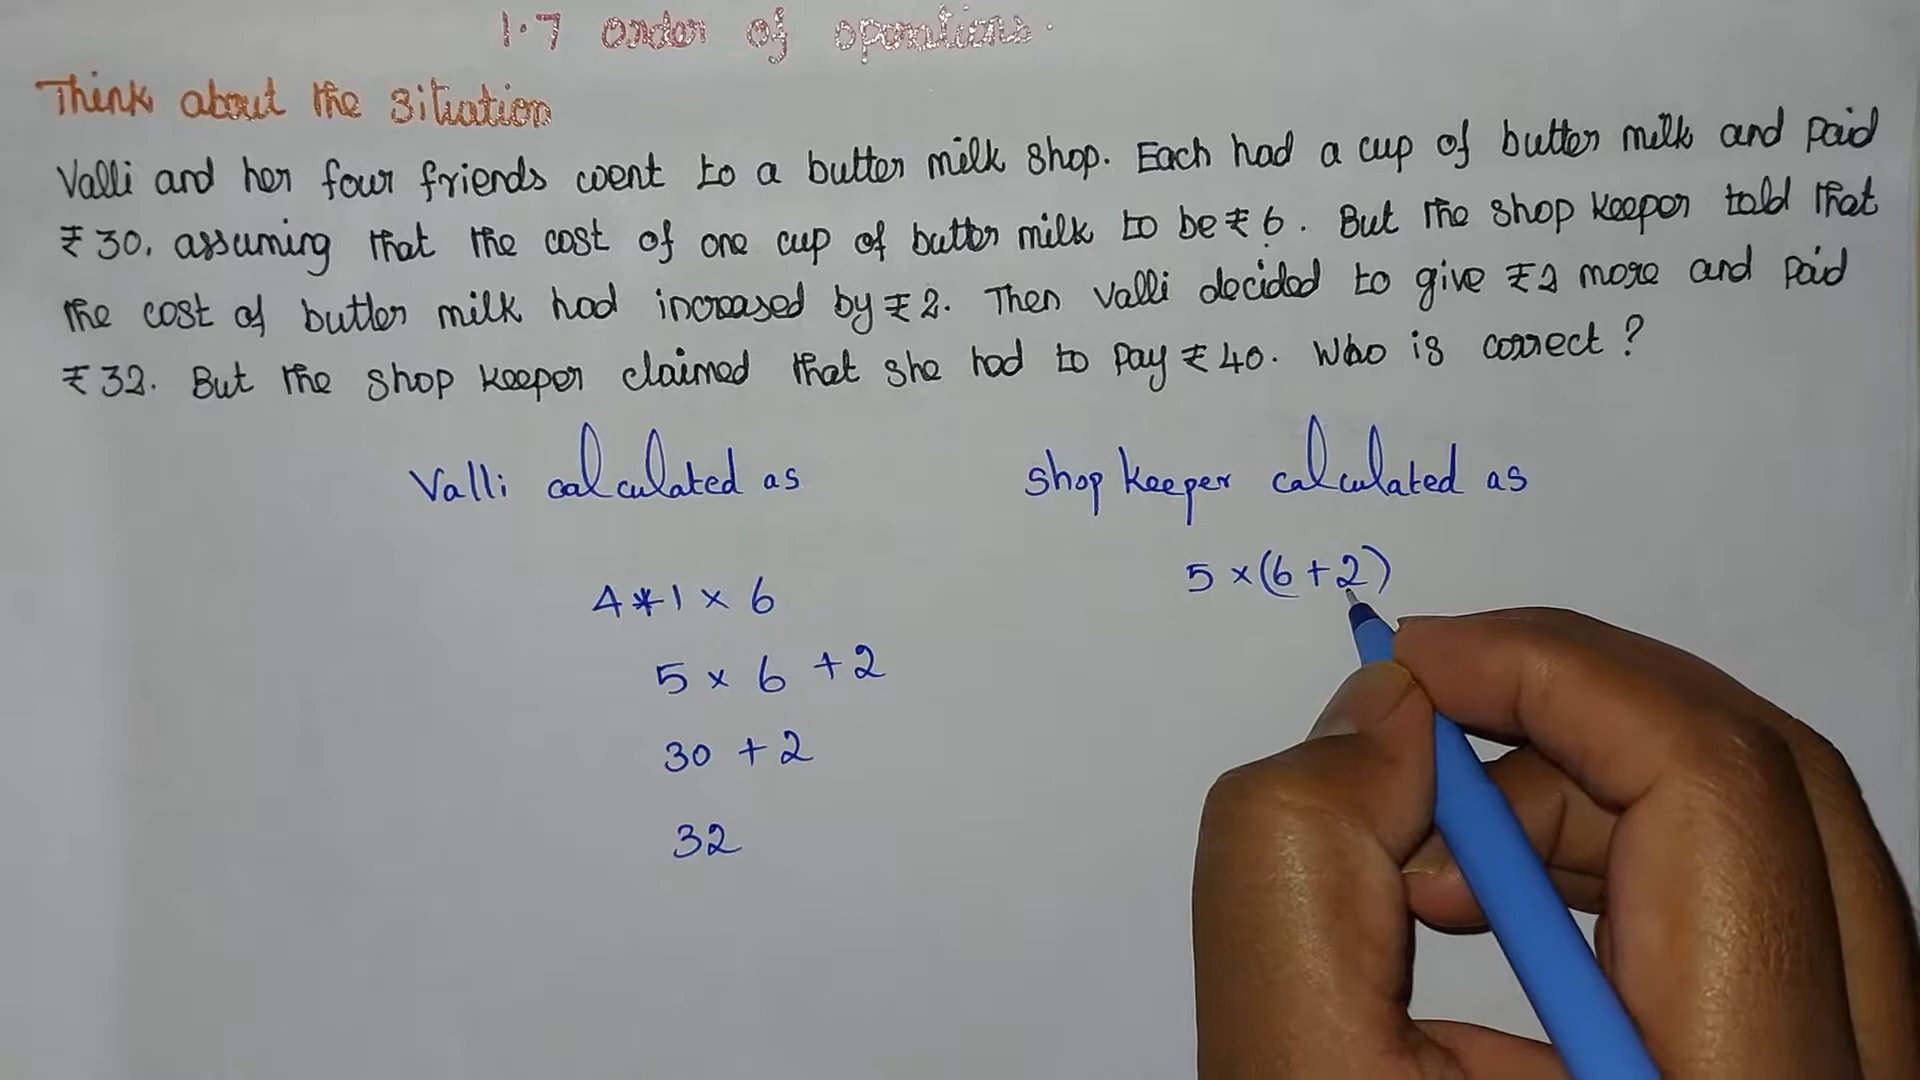 1.7 Order of operations.
Think about the Situation
Valli and her four friends went to a butter milk shop. Each had a cup of butter milk and paid
₹ 30, assuming that the cost of one cup of butter milk to be ₹ 6. But the shop keeper told that
the cost of butter milk had increased by ₹ 2. Then Valli decided to give ₹ 2 more and paid
₹ 32. But the shop keeper claimed that she had to pay ₹ 40. Who is correct?
Valli calculated as
shop keeper calculated as
5 × (6 + 2)
4 * 1 × 6
5 × 6 + 2
30 + 2
32